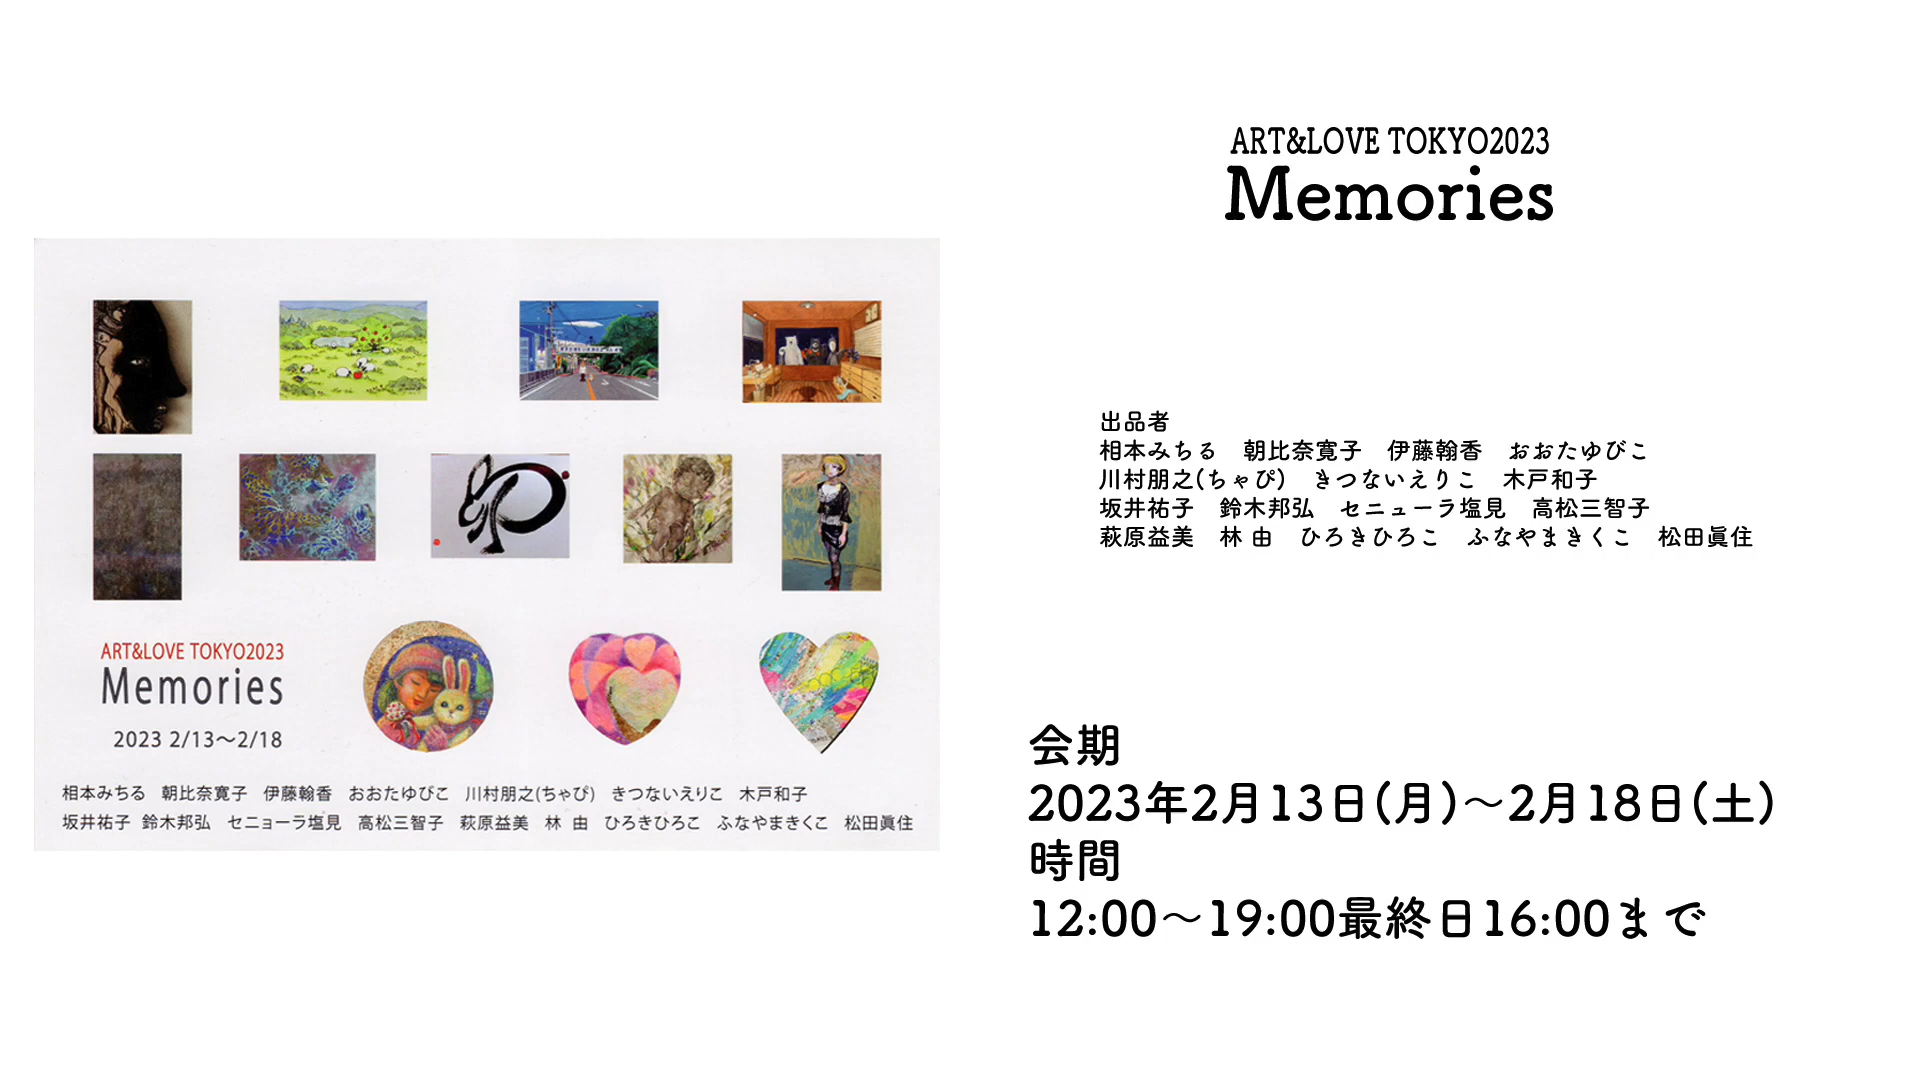 ART&LOVE TOKYO2023
Memories
2023 2/13～2/18
相本みちる　朝比奈寛子　伊藤翰香　おおたゆびこ　川村朋之(ちゃぴ)　きつないえりこ　木戸和子
坂井祐子　鈴木邦弘　セニョーラ塩見　高松三智子　萩原益美　林 由　ひろきひろこ　ふなやまきくこ　松田眞住
ART&LOVE TOKYO2023
Memories
出品者
相本みちる　朝比奈寛子　伊藤翰香　おおたゆびこ
川村朋之(ちゃぴ)　きつないえりこ　木戸和子
坂井祐子　鈴木邦弘　セニューラ塩見　高松三智子
萩原益美　林 由　ひろきひろこ　ふなやまきくこ　松田眞住
会期
2023年2月13日(月)～2月18日(土)
時間
12:00～19:00最終日16:00まで